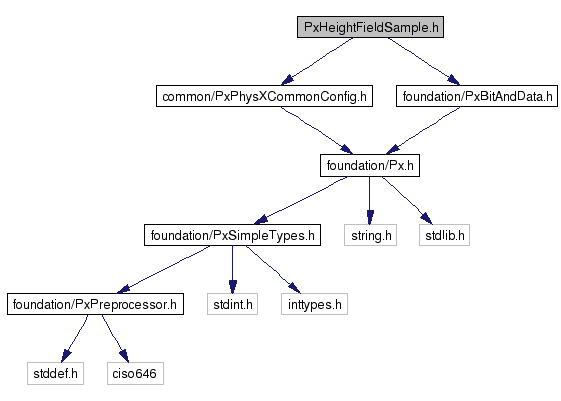 PxHeightFieldSample.h
common/PxPhysXCommonConfig.h
foundation/PxBitAndData.h
foundation/Px.h
foundation/PxSimpleTypes.h
string.h
stdlib.h
foundation/PxPreprocessor.h
stdint.h
inttypes.h
stddef.h
ciso646